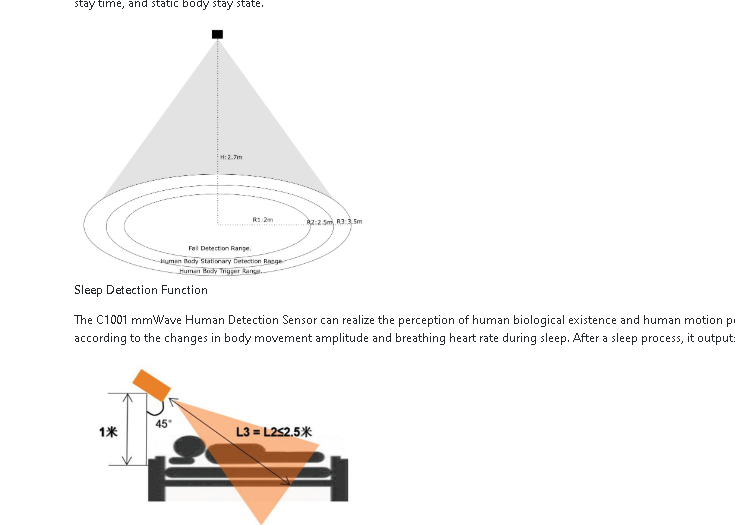 stay time, and static body stay state.
H:2.7m
R1:2m
R2:2.5m
R3:3.5m
Fall Detection Range.
Human Body Stationary Detection Range.
Human Body Trigger Range.
Sleep Detection Function
The C1001 mmWave Human Detection Sensor can realize the perception of human biological existence and human motion
according to the changes in body movement amplitude and breathing heart rate during sleep. After a sleep process, it output
1米
45°
L3 = L2≤2.5米